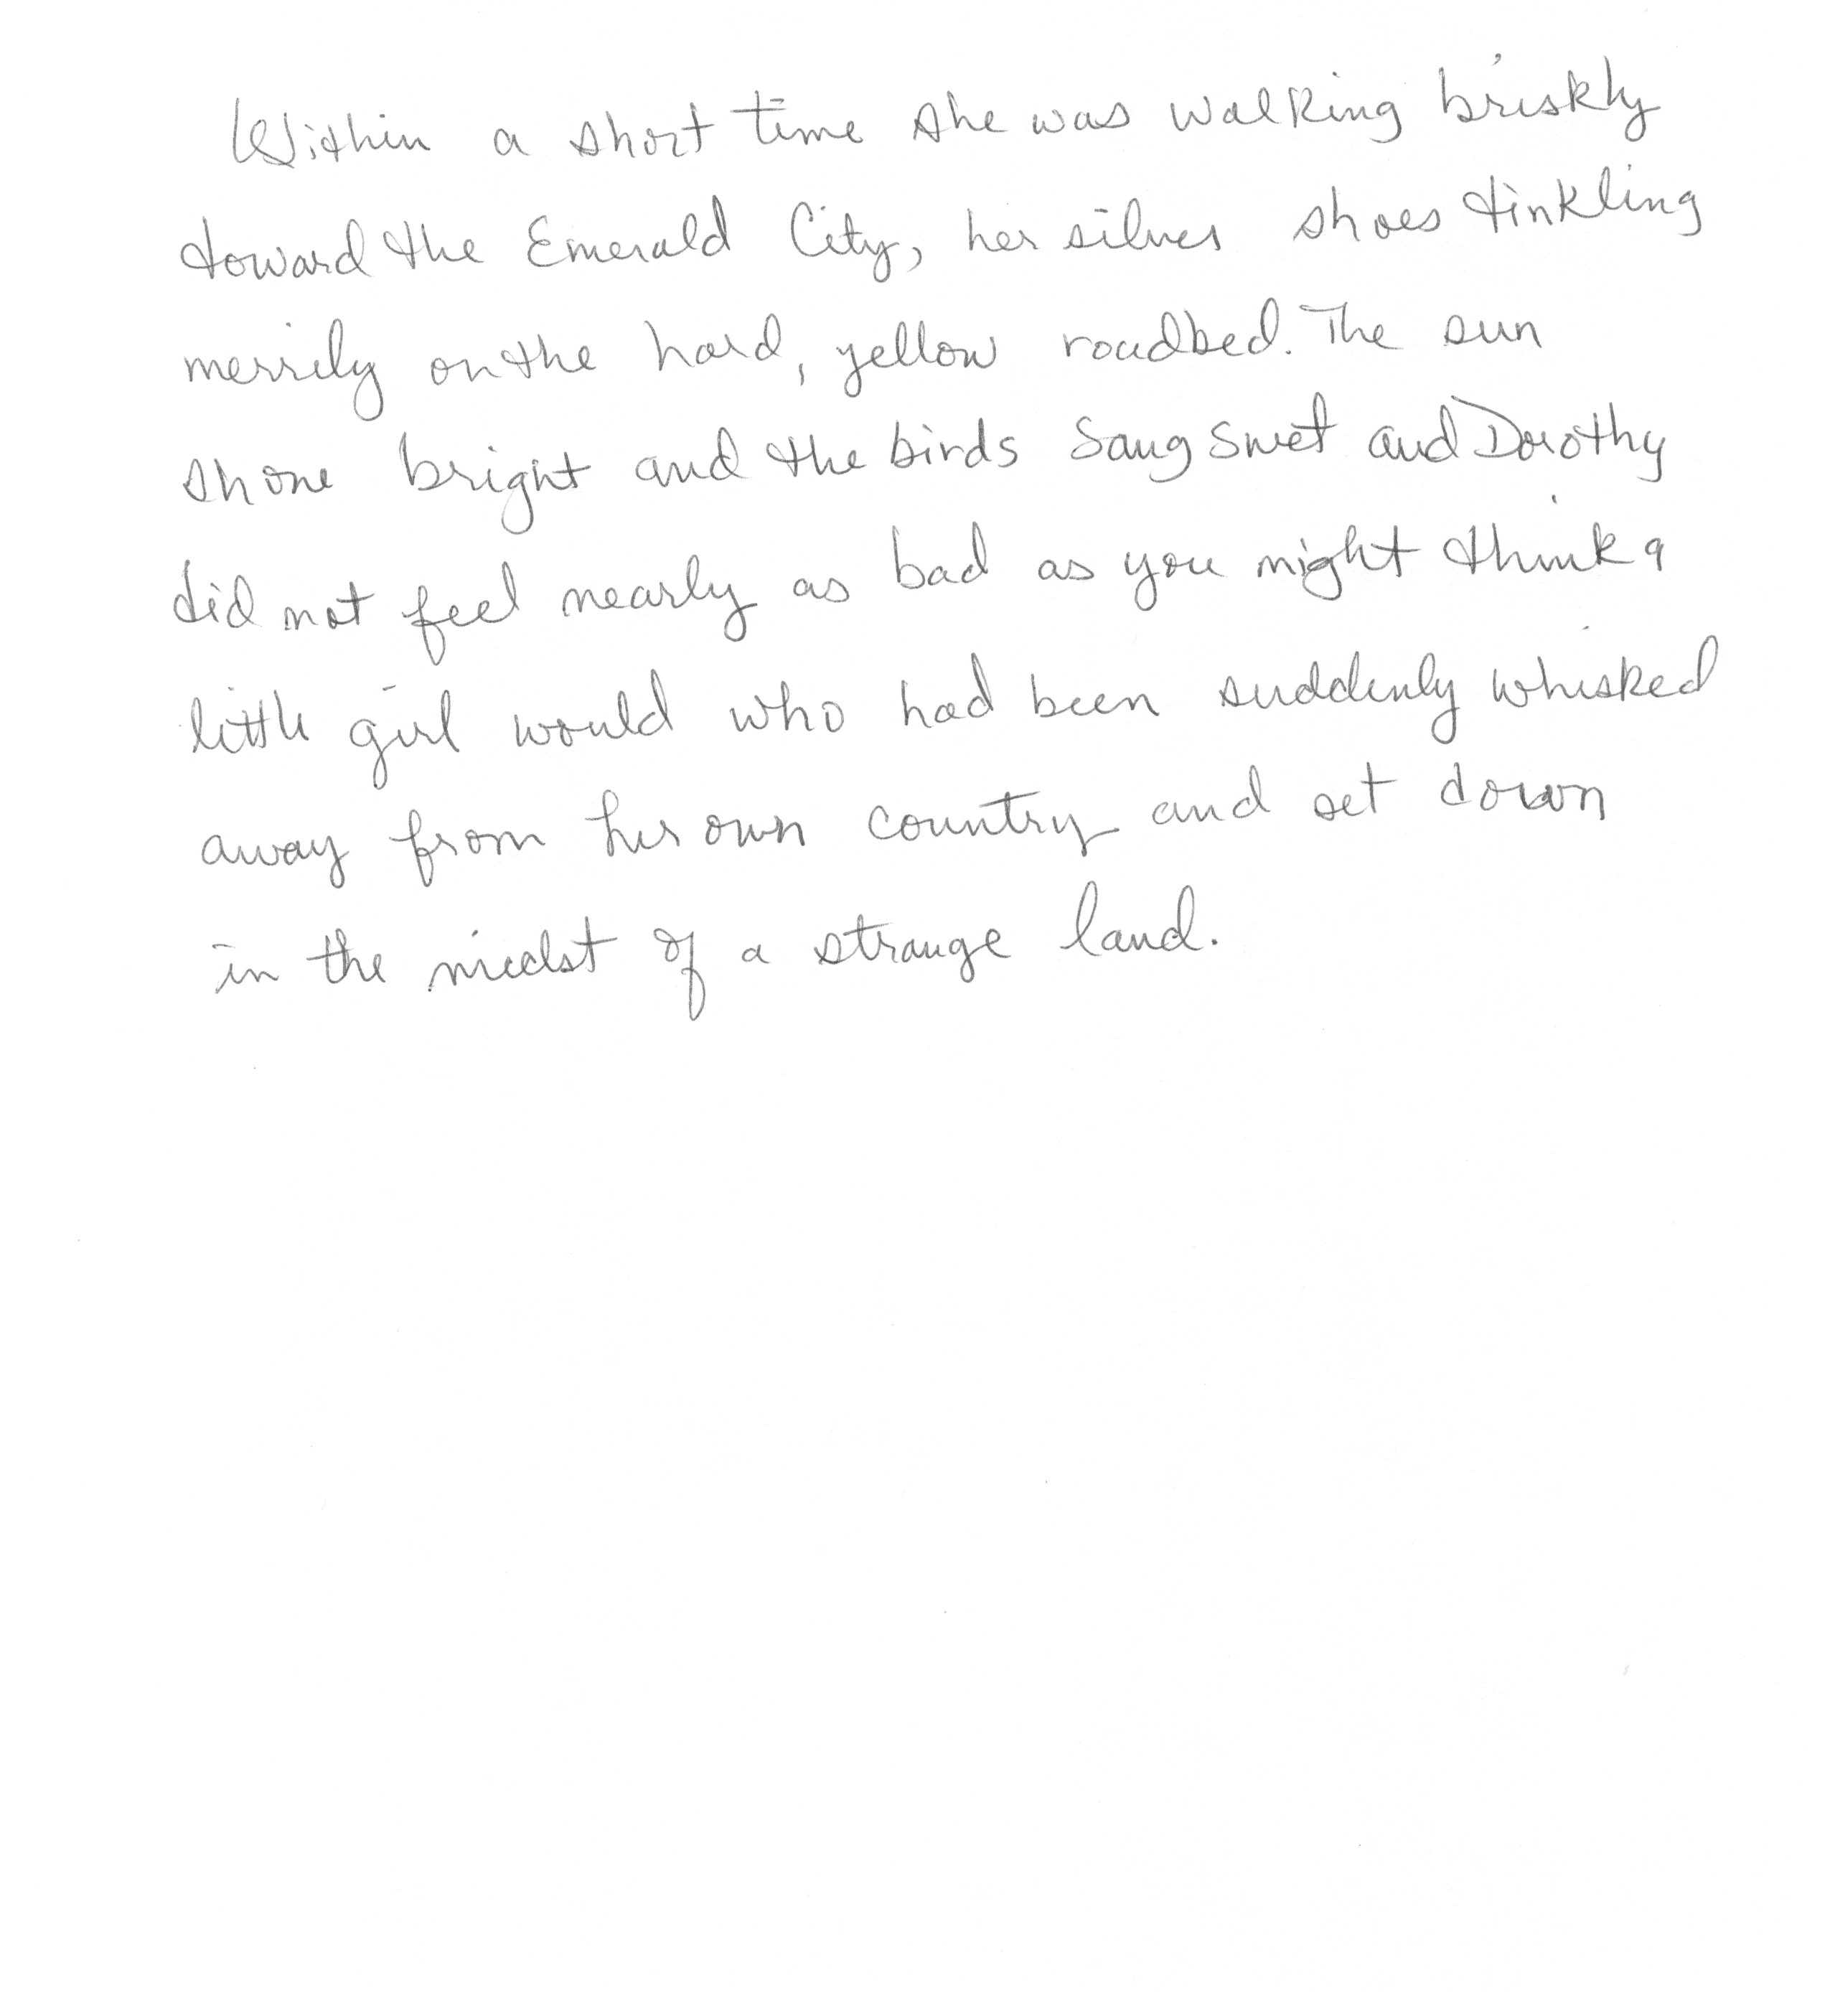 Within a short time she was walking briskly
toward the Emerald City, her silver shoes tinkling
merrily on the hard, yellow roadbed. The sun
shone bright and the birds sang swet and Dorothy
did not feel nearly as bad as you might think a
little girl would who had been suddenly whisked
away from her own country and set down
in the midst of a strange land.